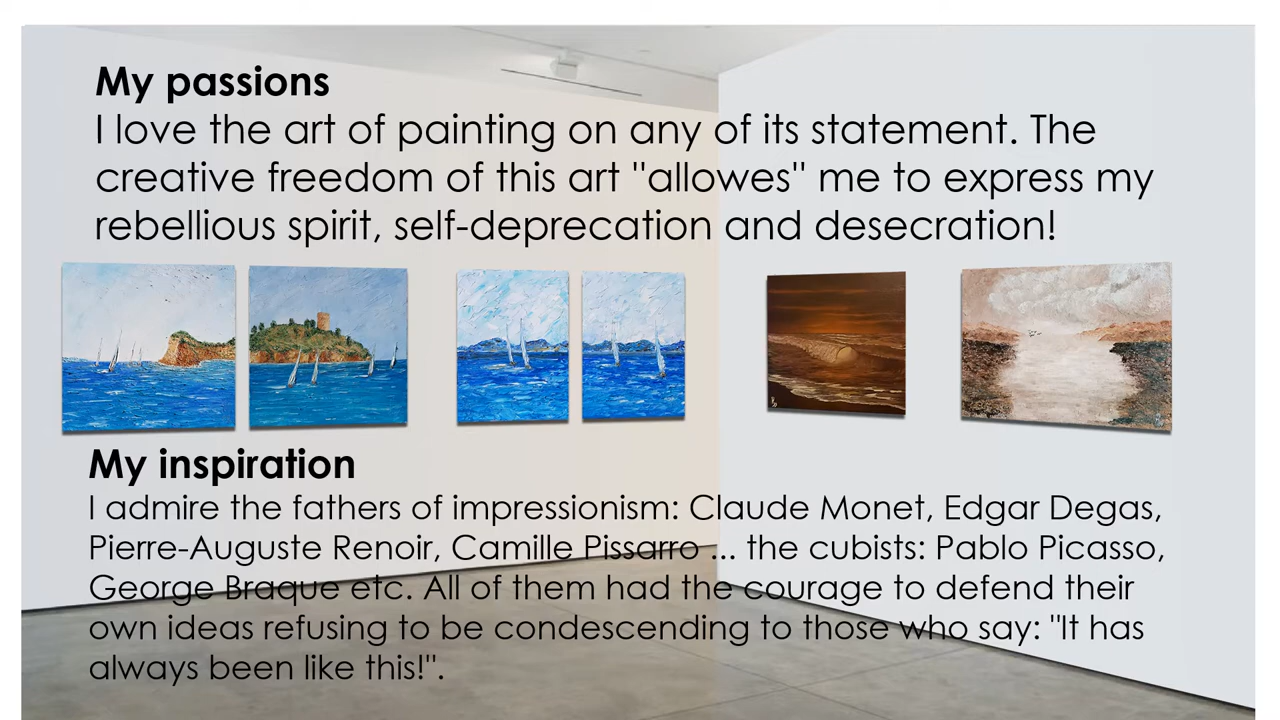 My passions
I love the art of painting on any of its statement. The
creative freedom of this art "allowes" me to express my
rebellious spirit, self-deprecation and desecration!
My inspiration
I admire the fathers of impressionism: Claude Monet, Edgar Degas,
Pierre-Auguste Renoir, Camille Pissarro ... the cubists: Pablo Picasso,
George Braque etc. All of them had the courage to defend their
own ideas refusing to be condescending to those who say: "It has
always been like this!".